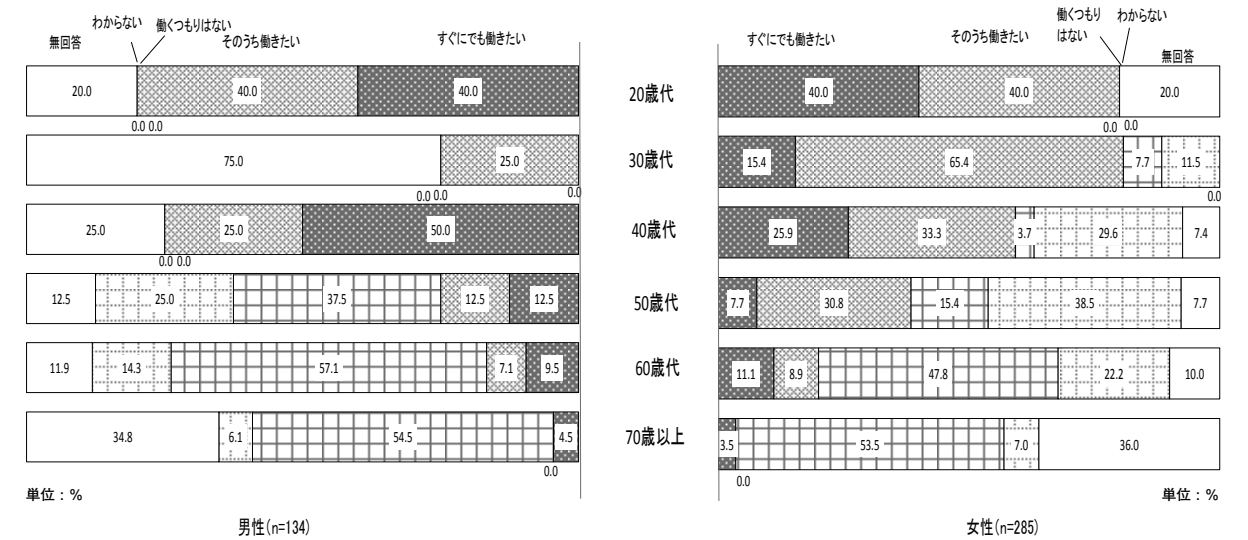 わからない 働くつもりはない
無回答 そのうち働きたい すぐにでも働きたい
20.0 40.0 40.0
0.0 0.0
75.0 25.0
0.0 0.0 0.0
25.0 25.0 50.0
0.0 0.0
12.5 25.0 37.5 12.5 12.5
11.9 14.3 57.1 7.1 9.5
34.8 6.1 54.5 4.5
0.0
単位：%
男性(n=134)
20歳代
30歳代
40歳代
50歳代
60歳代
70歳以上
働くつもり
はない
わからない
すぐにでも働きたい そのうち働きたい 無回答
40.0 40.0 20.0
0.0 0.0
15.4 65.4 7.7 11.5
0.0
25.9 33.3 3.7 29.6 7.4
7.7 30.8 15.4 38.5 7.7
11.1 8.9 47.8 22.2 10.0
3.5 53.5 7.0 36.0
0.0
単位：%
女性(n=285)